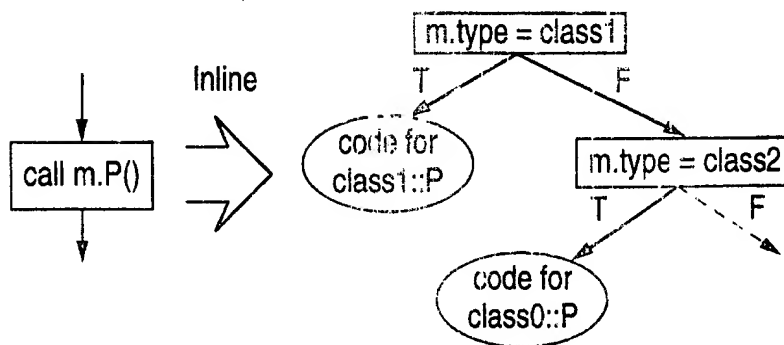 m.type = class1
T
F
Inline
call m.P()
code for
class1::P
m.type = class2
T
F
code for
class0::P